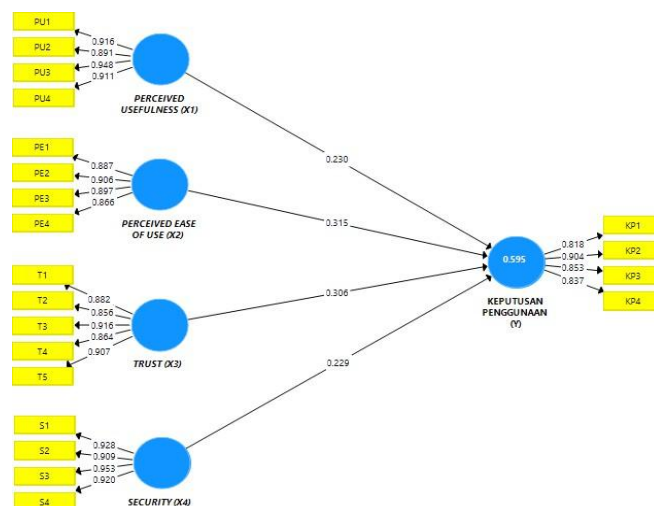 PU1
PU2
PU3
PU4
0.916
0.891
0.948
0.911
PERCEIVED
USEFULNESS (X1)
0.230
PE1
PE2
PE3
PE4
0.887
0.906
0.897
0.866
PERCEIVED EASE
OF USE (X2)
0.315
T1
T2
T3
T4
T5
0.882
0.856
0.916
0.864
0.907
TRUST (X3)
0.306
S1
S2
S3
S4
0.928
0.909
0.953
0.920
SECURITY (X4)
0.229
0.595
KEPUTUSAN
PENGGUNAAN
(Y)
0.818
0.904
0.853
0.837
KP1
KP2
KP3
KP4